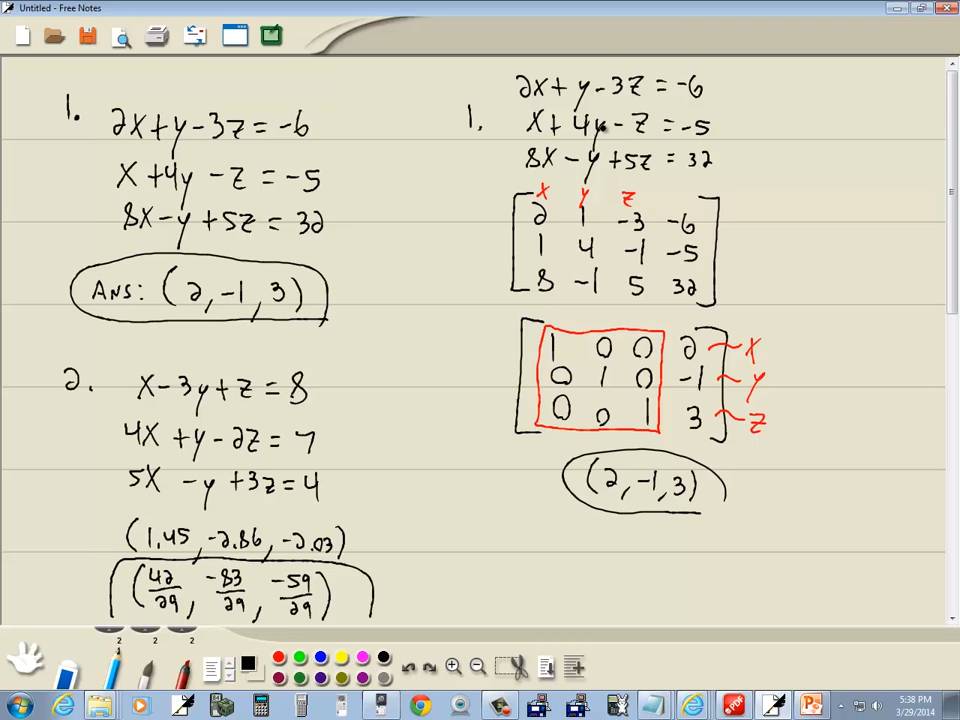 Untitled - Free Notes
1.
2x+y-3z=-6
x+4y-z=-5
8x-y+5z=32
Ans: (2,-1,3)
2.
x-3y+z=8
4x+y-2z=7
5x-y+3z=4
(1.45,-2.86,-2.03)
(42/29, -83/29, -59/29)
2x+y-3z=-6
1. x+4y-z=-5
8x-y+5z=32
x y z
2 1 -3 -6
1 4 -1 -5
8 -1 5 32
1 0 0 2 ~ x
0 1 0 -1 ~ y
0 0 1 3 ~ z
(2,-1,3)
2 2 2
5:38 PM
3/29/2014